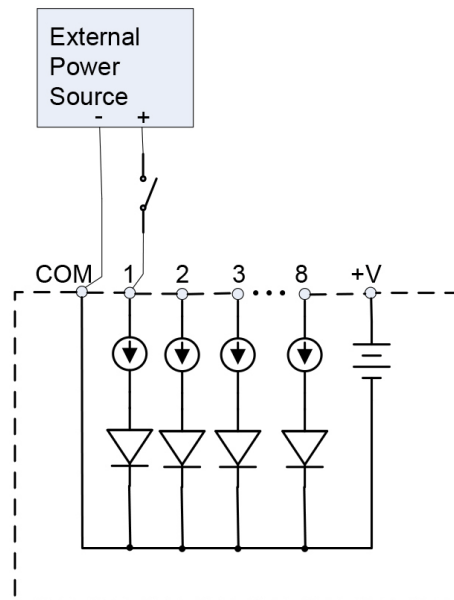 External
Power
Source
- +
COM 1 2 3 ••• 8 +V